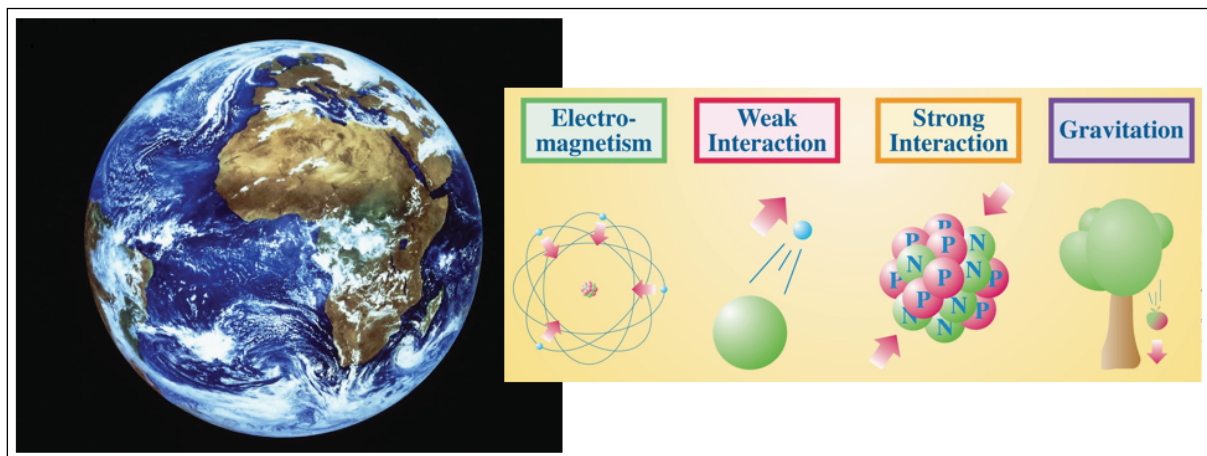 Electro-
magnetism
Weak
Interaction
Strong
Interaction
Gravitation
P
P
P
N
N
P
N
P
P
P
N
P
N
N